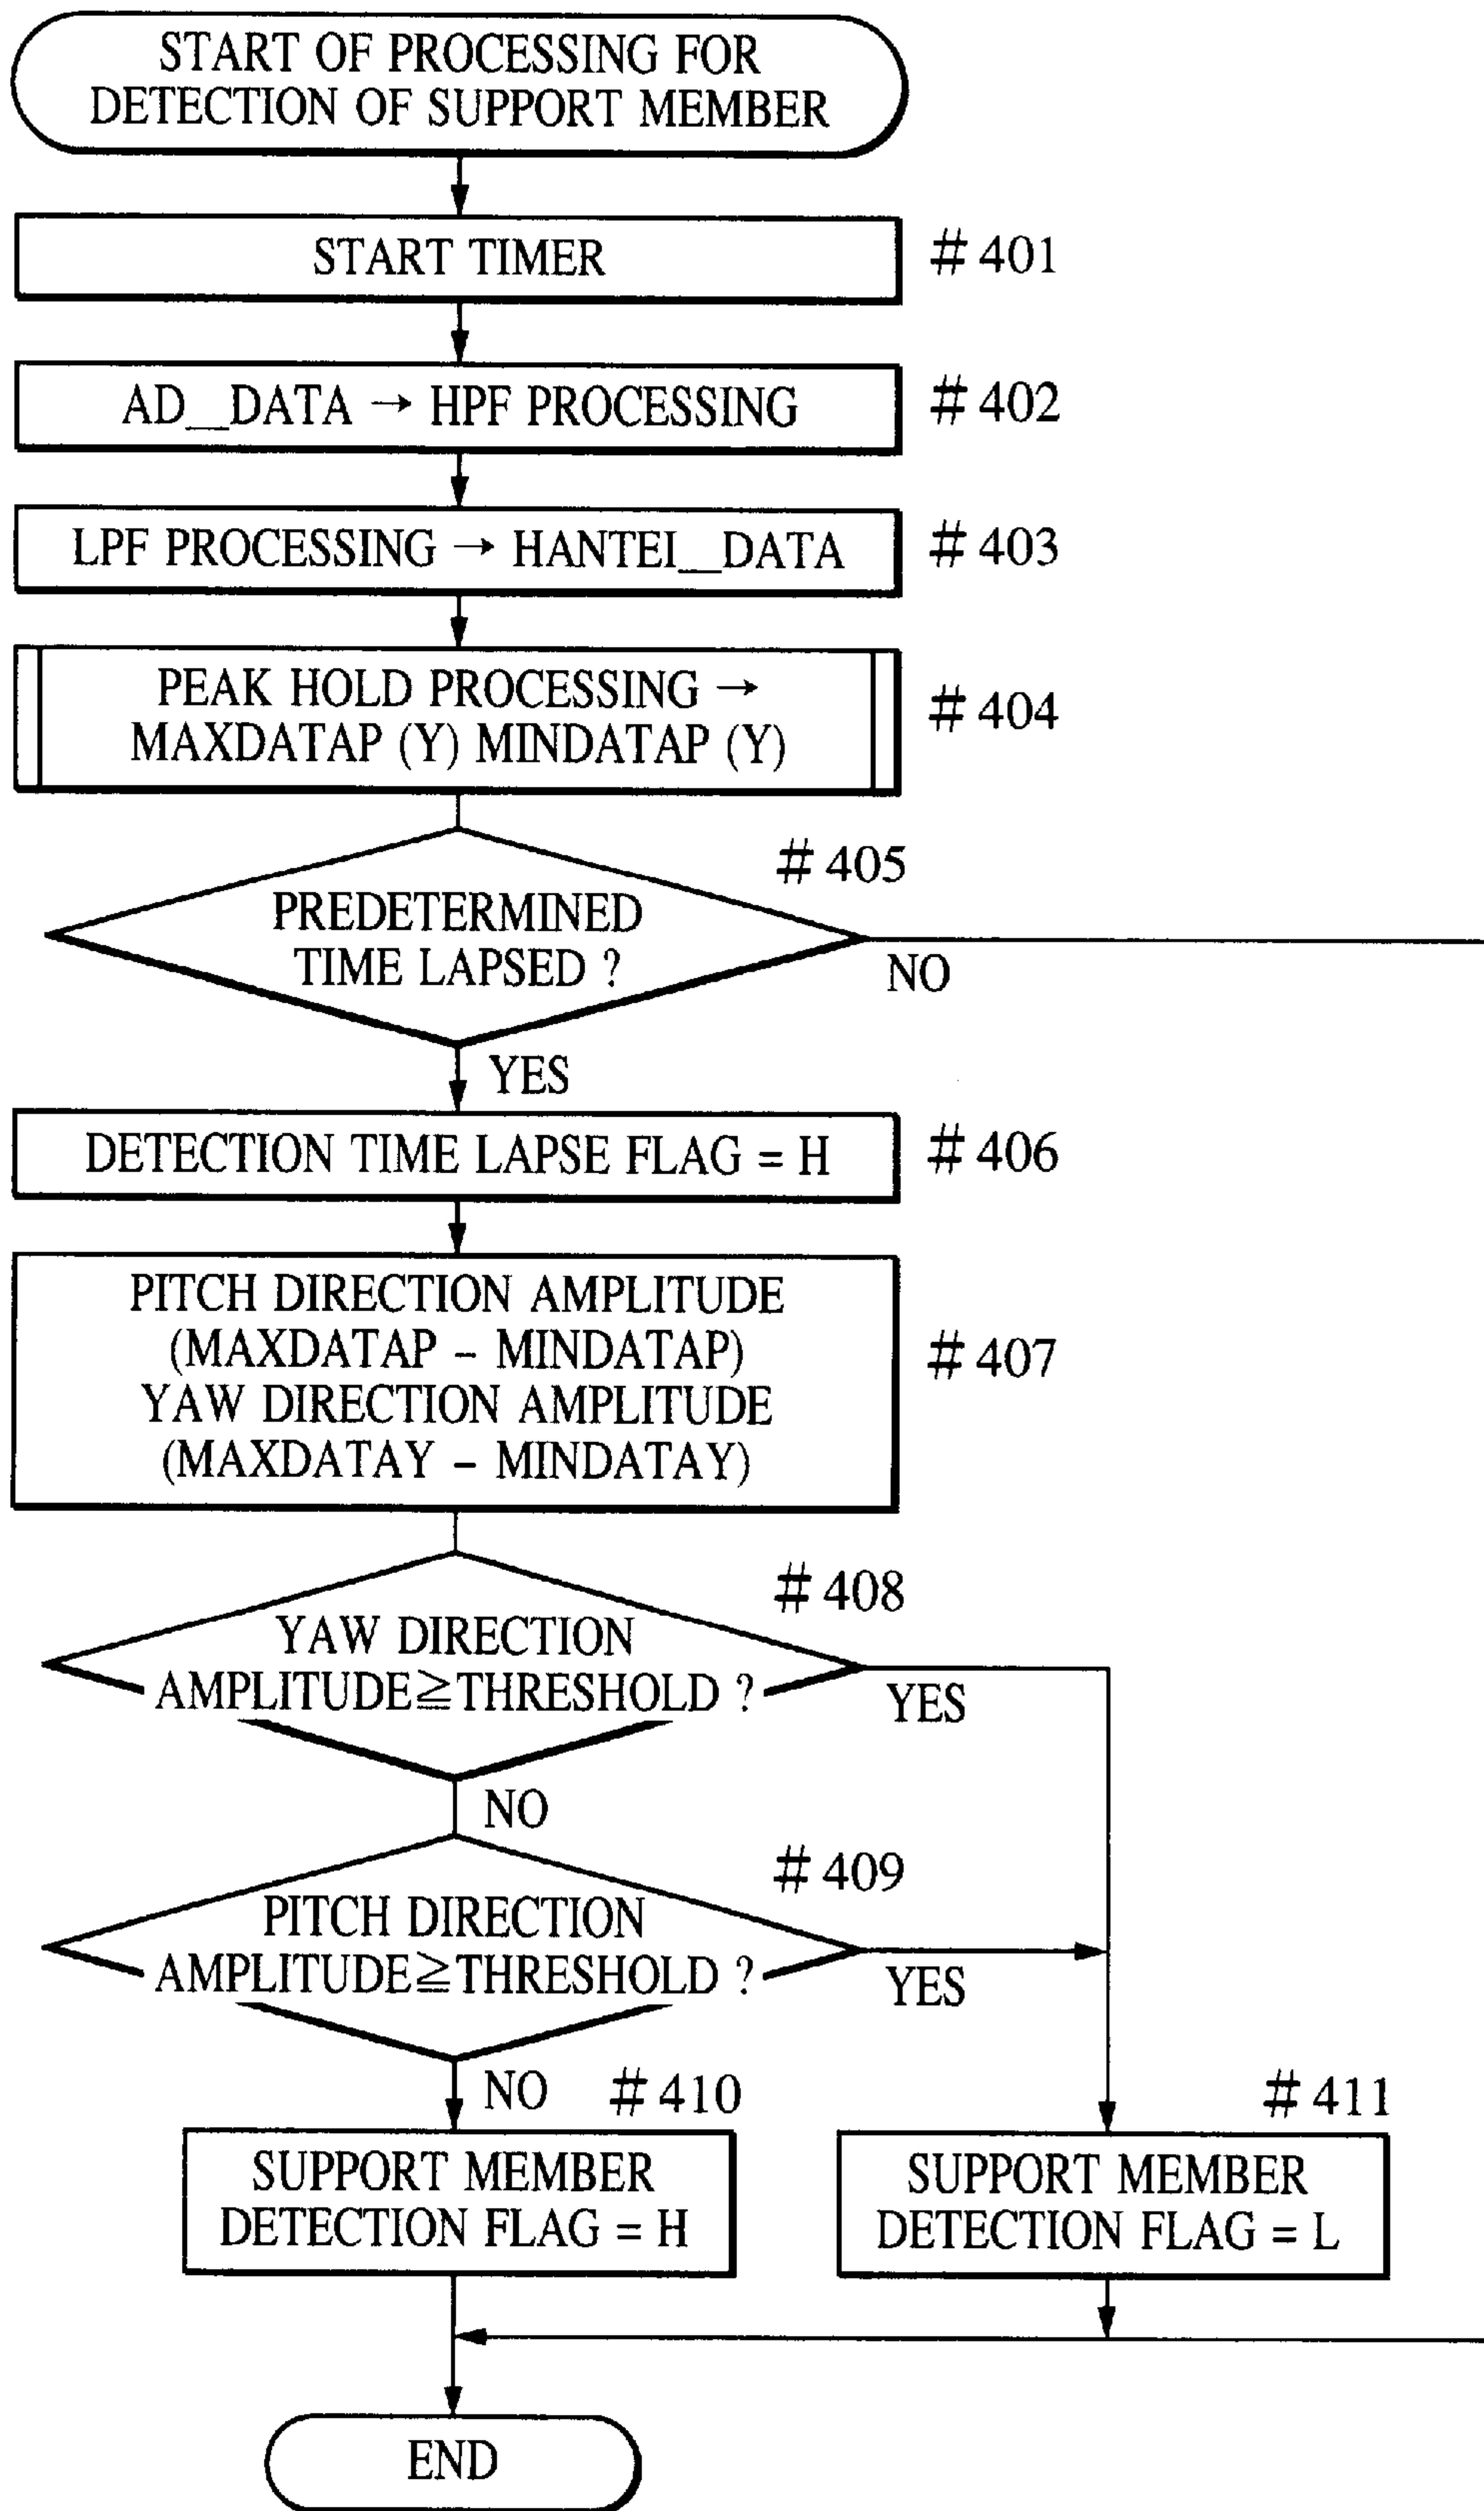 START OF PROCESSING FOR
DETECTION OF SUPPORT MEMBER
START TIMER
#401
AD__DATA → HPF PROCESSING
#402
LPF PROCESSING → HANTEI__DATA
#403
PEAK HOLD PROCESSING →
MAXDATAP (Y) MINDATAP (Y)
#404
#405
PREDETERMINED
TIME LAPSED ?
NO
YES
DETECTION TIME LAPSE FLAG = H
#406
PITCH DIRECTION AMPLITUDE
(MAXDATAP – MINDATAP)
YAW DIRECTION AMPLITUDE
(MAXDATAY – MINDATAY)
#407
#408
YAW DIRECTION
AMPLITUDE≧THRESHOLD ?
YES
NO
#409
PITCH DIRECTION
AMPLITUDE≧THRESHOLD ?
YES
NO
#410
#411
SUPPORT MEMBER
DETECTION FLAG = H
SUPPORT MEMBER
DETECTION FLAG = L
END